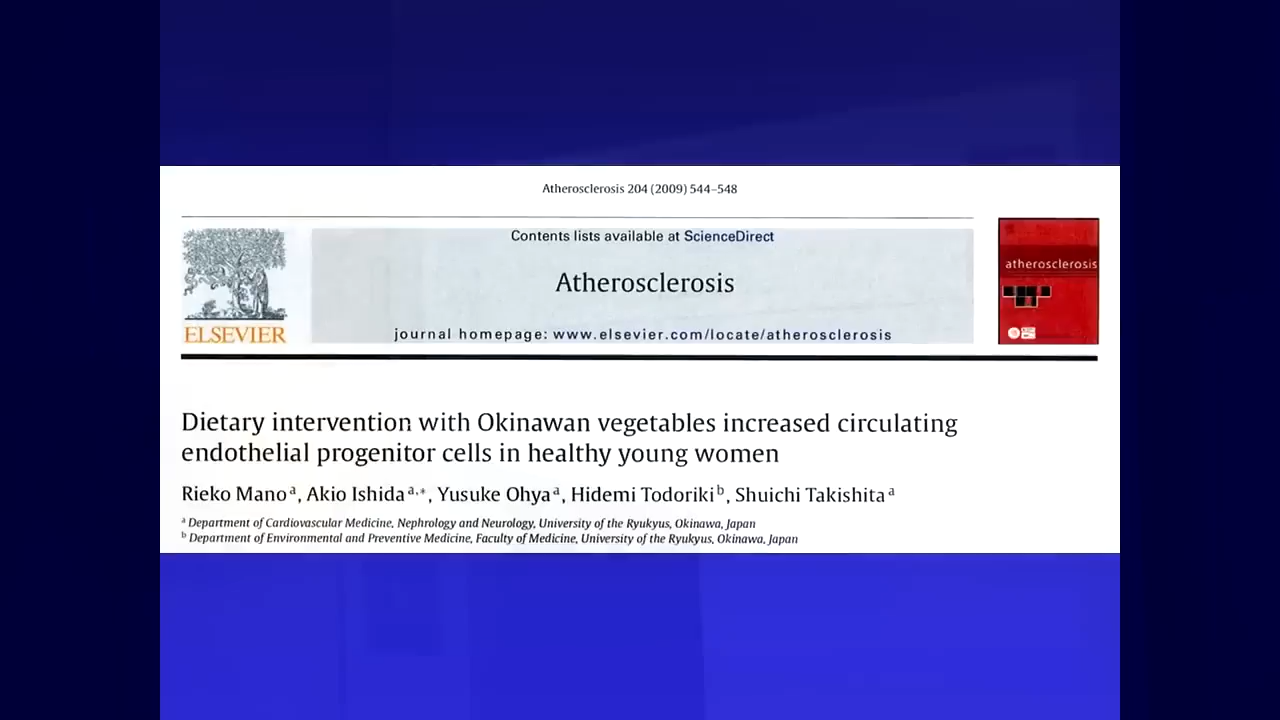 Atherosclerosis 204 (2009) 544–548
Contents lists available at ScienceDirect
Atherosclerosis
journal homepage: www.elsevier.com/locate/atherosclerosis
ELSEVIER
atherosclerosis
Dietary intervention with Okinawan vegetables increased circulating
endothelial progenitor cells in healthy young women
Rieko Mano a, Akio Ishida a,*, Yusuke Ohya a, Hidemi Todoriki b, Shuichi Takishita a
a Department of Cardiovascular Medicine, Nephrology and Neurology, University of the Ryukyus, Okinawa, Japan
b Department of Environmental and Preventive Medicine, Faculty of Medicine, University of the Ryukyus, Okinawa, Japan